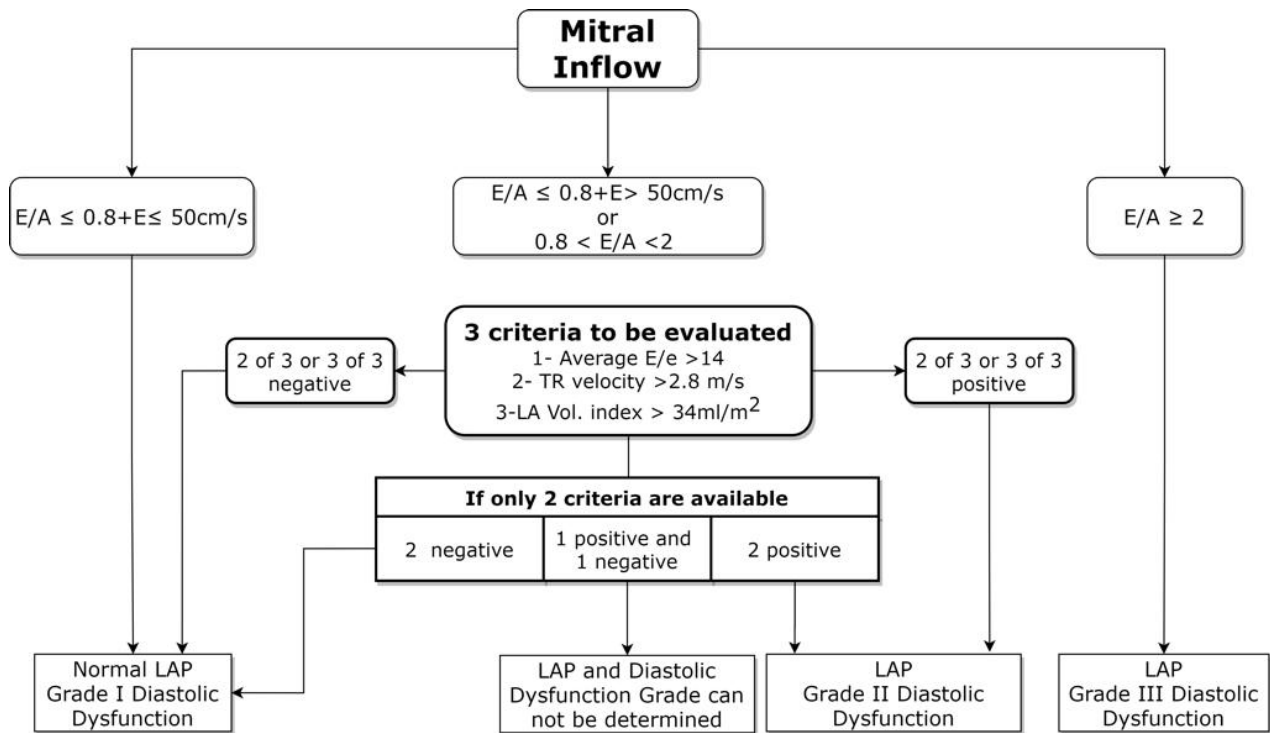 Mitral
Inflow
E/A ≤ 0.8+E≤ 50cm/s
E/A ≤ 0.8+E> 50cm/s
or
0.8 < E/A <2
E/A ≥ 2
3 criteria to be evaluated
1- Average E/e >14
2- TR velocity >2.8 m/s
3-LA Vol. index > 34ml/m²
2 of 3 or 3 of 3
negative
2 of 3 or 3 of 3
positive
If only 2 criteria are available
2 negative
1 positive and
1 negative
2 positive
Normal LAP
Grade I Diastolic
Dysfunction
LAP and Diastolic
Dysfunction Grade can
not be determined
LAP
Grade II Diastolic
Dysfunction
LAP
Grade III Diastolic
Dysfunction